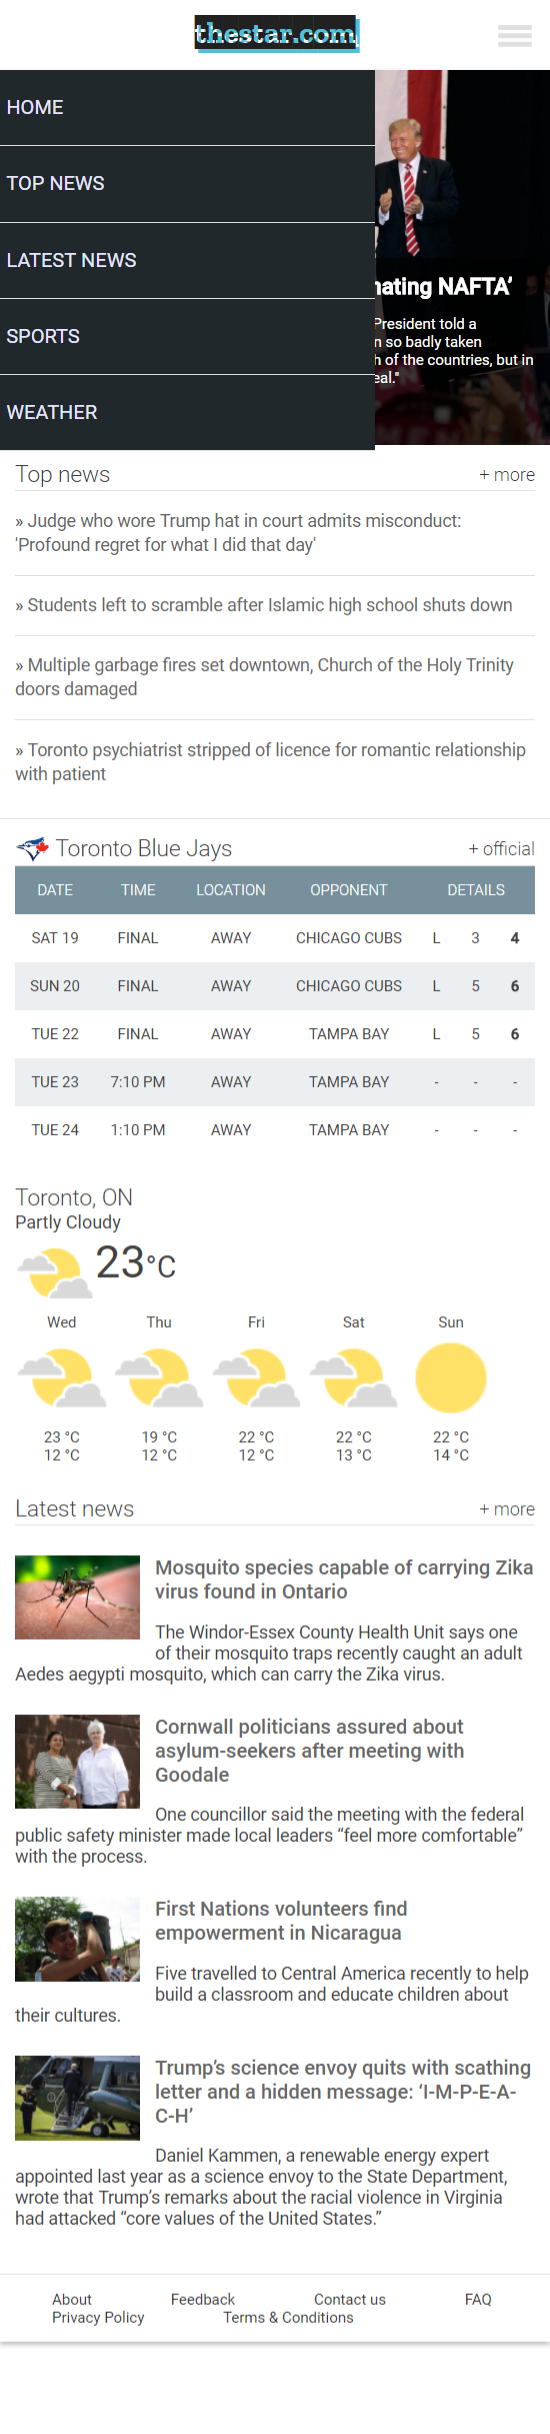 thestar.com
HOME
TOP NEWS
LATEST NEWS
SPORTS
WEATHER
nating NAFTA’
President told a
n so badly taken
h of the countries, but in
eal."
Top news
+ more
» Judge who wore Trump hat in court admits misconduct:
'Profound regret for what I did that day'
» Students left to scramble after Islamic high school shuts down
» Multiple garbage fires set downtown, Church of the Holy Trinity
doors damaged
» Toronto psychiatrist stripped of licence for romantic relationship
with patient
Toronto Blue Jays
+ official
DATE TIME LOCATION OPPONENT DETAILS
SAT 19 FINAL AWAY CHICAGO CUBS L 3 4
SUN 20 FINAL AWAY CHICAGO CUBS L 5 6
TUE 22 FINAL AWAY TAMPA BAY L 5 6
TUE 23 7:10 PM AWAY TAMPA BAY - - -
TUE 24 1:10 PM AWAY TAMPA BAY - - -
Toronto, ON
Partly Cloudy
23°C
Wed Thu Fri Sat Sun
23 °C 19 °C 22 °C 22 °C 22 °C
12 °C 12 °C 12 °C 13 °C 14 °C
Latest news
+ more
Mosquito species capable of carrying Zika
virus found in Ontario
The Windor-Essex County Health Unit says one
of their mosquito traps recently caught an adult
Aedes aegypti mosquito, which can carry the Zika virus.
Cornwall politicians assured about
asylum-seekers after meeting with
Goodale
One councillor said the meeting with the federal
public safety minister made local leaders “feel more comfortable”
with the process.
First Nations volunteers find
empowerment in Nicaragua
Five travelled to Central America recently to help
build a classroom and educate children about
their cultures.
Trump’s science envoy quits with scathing
letter and a hidden message: ‘I-M-P-E-A-
C-H’
Daniel Kammen, a renewable energy expert
appointed last year as a science envoy to the State Department,
wrote that Trump’s remarks about the racial violence in Virginia
had attacked “core values of the United States.”
About Feedback Contact us FAQ
Privacy Policy Terms & Conditions